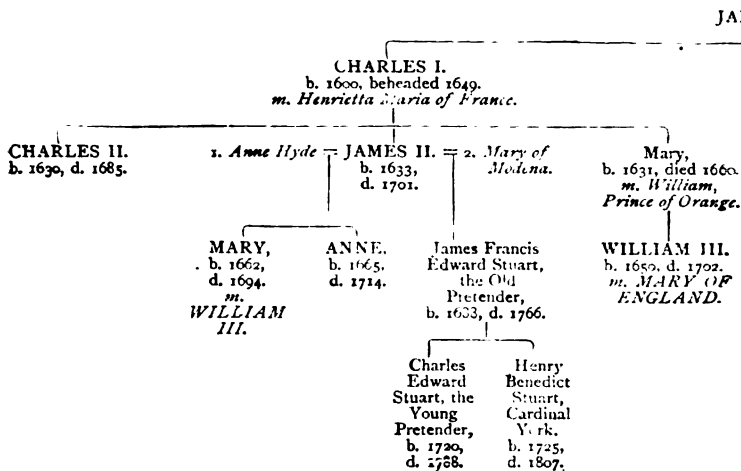 JA
CHARLES I.
b. 1600, beheaded 1649.
m. Henrietta Maria of France.
CHARLES II.
b. 1630, d. 1685.
1. Anne Hyde = JAMES II. = 2. Mary of
Modena.
b. 1633,
d. 1701.
Mary,
b. 1631, died 1660.
m. William,
Prince of Orange.
MARY,
b. 1662,
d. 1694.
m.
WILLIAM
III.
ANNE.
b. 1665.
d. 1714.
James Francis
Edward Stuart,
the Old
Pretender,
d. 1766.
WILLIAM III.
b. 1650, d. 1702.
m. MARY OF
ENGLAND.
Charles
Edward
Stuart, the
Young
Pretender,
b. 1720,
d.
Henry
Benedict
Stuart,
Cardinal
York.
b. 1725,
d. 1807.